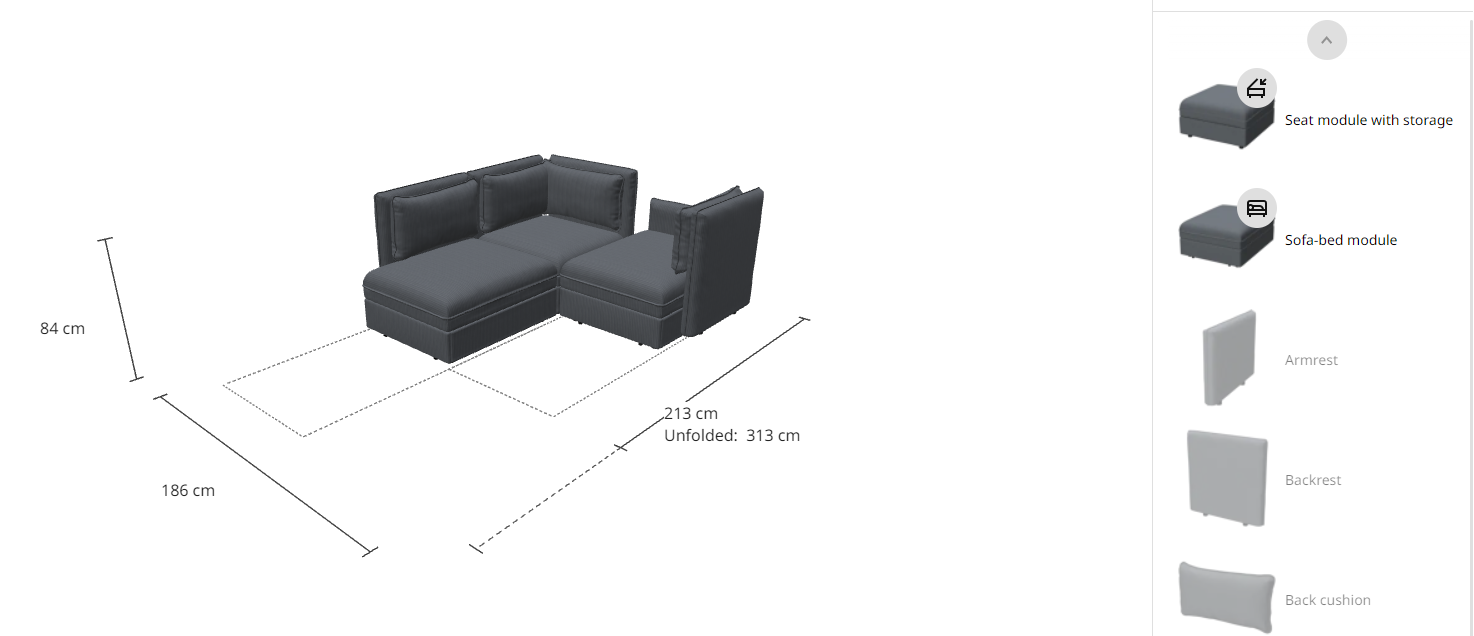 84 cm
186 cm
213 cm
Unfolded: 313 cm
Seat module with storage
Sofa-bed module
Armrest
Backrest
Back cushion